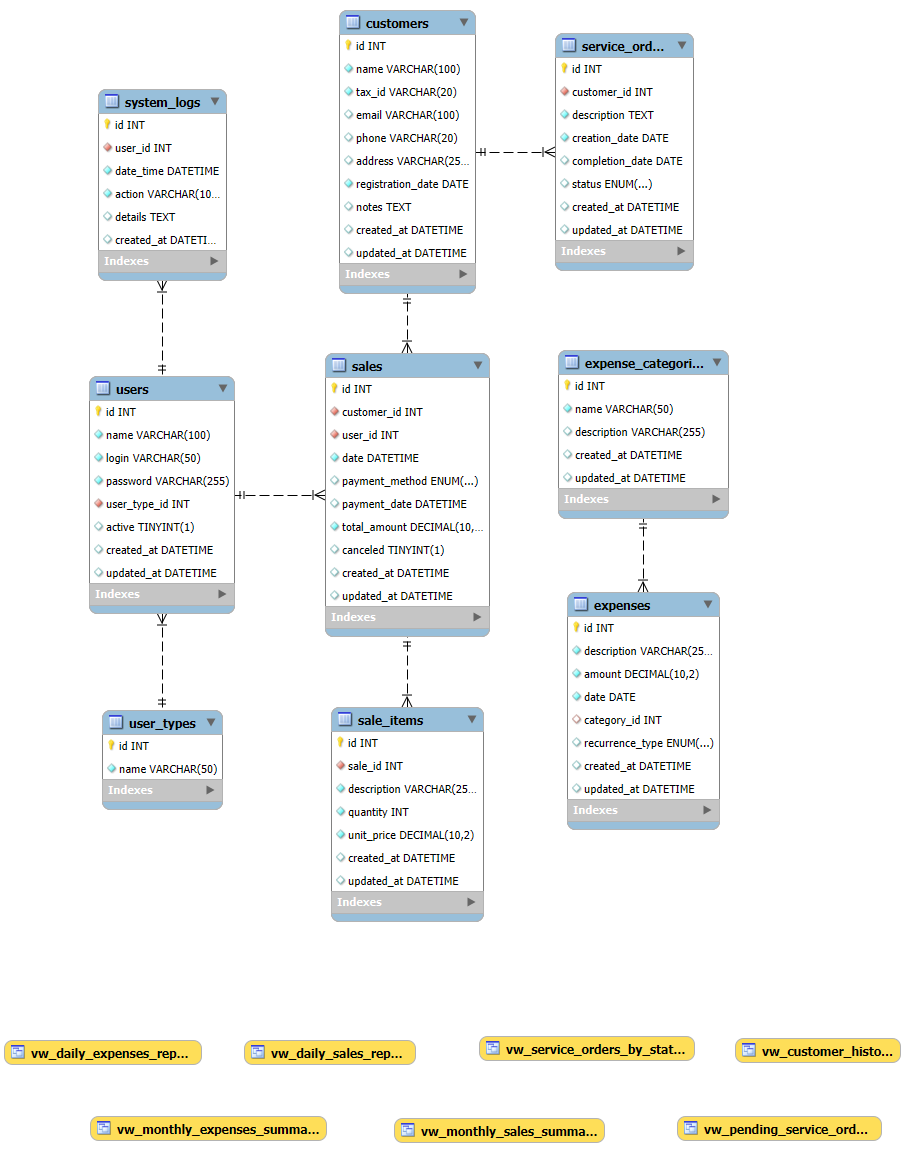 customers
id INT
name VARCHAR(100)
tax_id VARCHAR(20)
email VARCHAR(100)
phone VARCHAR(20)
address VARCHAR(25...
registration_date DATE
notes TEXT
created_at DATETIME
updated_at DATETIME
Indexes
service_ord...
id INT
customer_id INT
description TEXT
creation_date DATE
completion_date DATE
status ENUM(...)
created_at DATETIME
updated_at DATETIME
Indexes
system_logs
id INT
user_id INT
date_time DATETIME
action VARCHAR(10...
details TEXT
created_at DATETI...
Indexes
users
id INT
name VARCHAR(100)
login VARCHAR(50)
password VARCHAR(255)
user_type_id INT
active TINYINT(1)
created_at DATETIME
updated_at DATETIME
Indexes
sales
id INT
customer_id INT
user_id INT
date DATETIME
payment_method ENUM(...)
payment_date DATETIME
total_amount DECIMAL(10,...
canceled TINYINT(1)
created_at DATETIME
updated_at DATETIME
Indexes
expense_categori...
id INT
name VARCHAR(50)
description VARCHAR(255)
created_at DATETIME
updated_at DATETIME
Indexes
expenses
id INT
description VARCHAR(25...
amount DECIMAL(10,2)
date DATE
category_id INT
recurrence_type ENUM(...)
created_at DATETIME
updated_at DATETIME
Indexes
user_types
id INT
name VARCHAR(50)
Indexes
sale_items
id INT
sale_id INT
description VARCHAR(25...
quantity INT
unit_price DECIMAL(10,2)
created_at DATETIME
updated_at DATETIME
Indexes
vw_daily_expenses_rep...
vw_daily_sales_rep...
vw_service_orders_by_stat...
vw_customer_histo...
vw_monthly_expenses_summa...
vw_monthly_sales_summa...
vw_pending_service_ord...